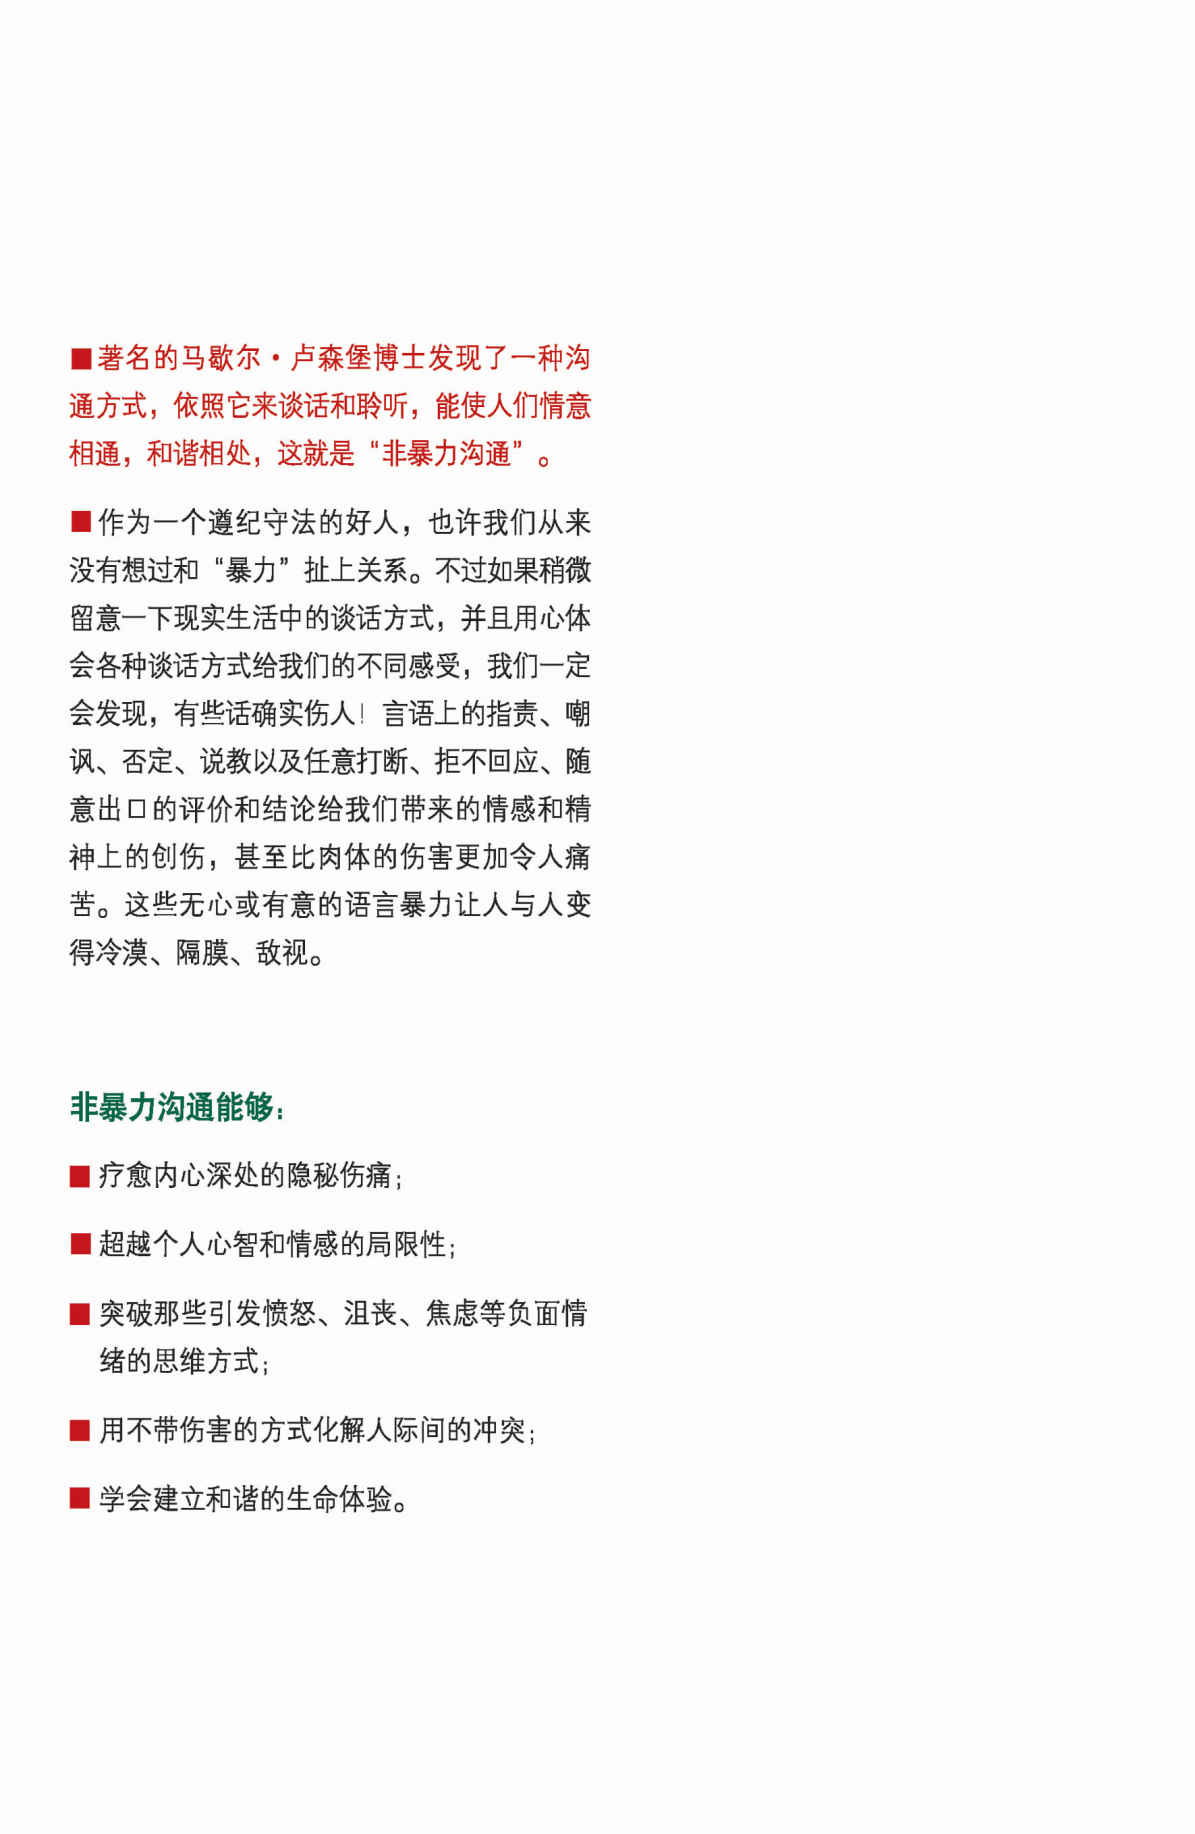 ■著名的马歇尔·卢森堡博士发现了一种沟
通方式，依照它来谈话和聆听，能使人们情意
相通，和谐相处，这就是“非暴力沟通”。
■作为一个遵纪守法的好人，也许我们从来
没有想过和“暴力”扯上关系。不过如果稍微
留意一下现实生活中的谈话方式，并且用心体
会各种谈话方式给我们的不同感受，我们一定
会发现，有些话确实伤人！言语上的指责、嘲
讽、否定、说教以及任意打断、拒不回应、随
意出口的评价和结论给我们带来的情感和精
神上的创伤，甚至比肉体的伤害更加令人痛
苦。这些无心或有意的语言暴力让人与人变
得冷漠、隔膜、敌视。
非暴力沟通能够：
■ 疗愈内心深处的隐秘伤痛；
■ 超越个人心智和情感的局限性；
■ 突破那些引发愤怒、沮丧、焦虑等负面情
绪的思维方式；
■ 用不带伤害的方式化解人际间的冲突；
■ 学会建立和谐的生命体验。